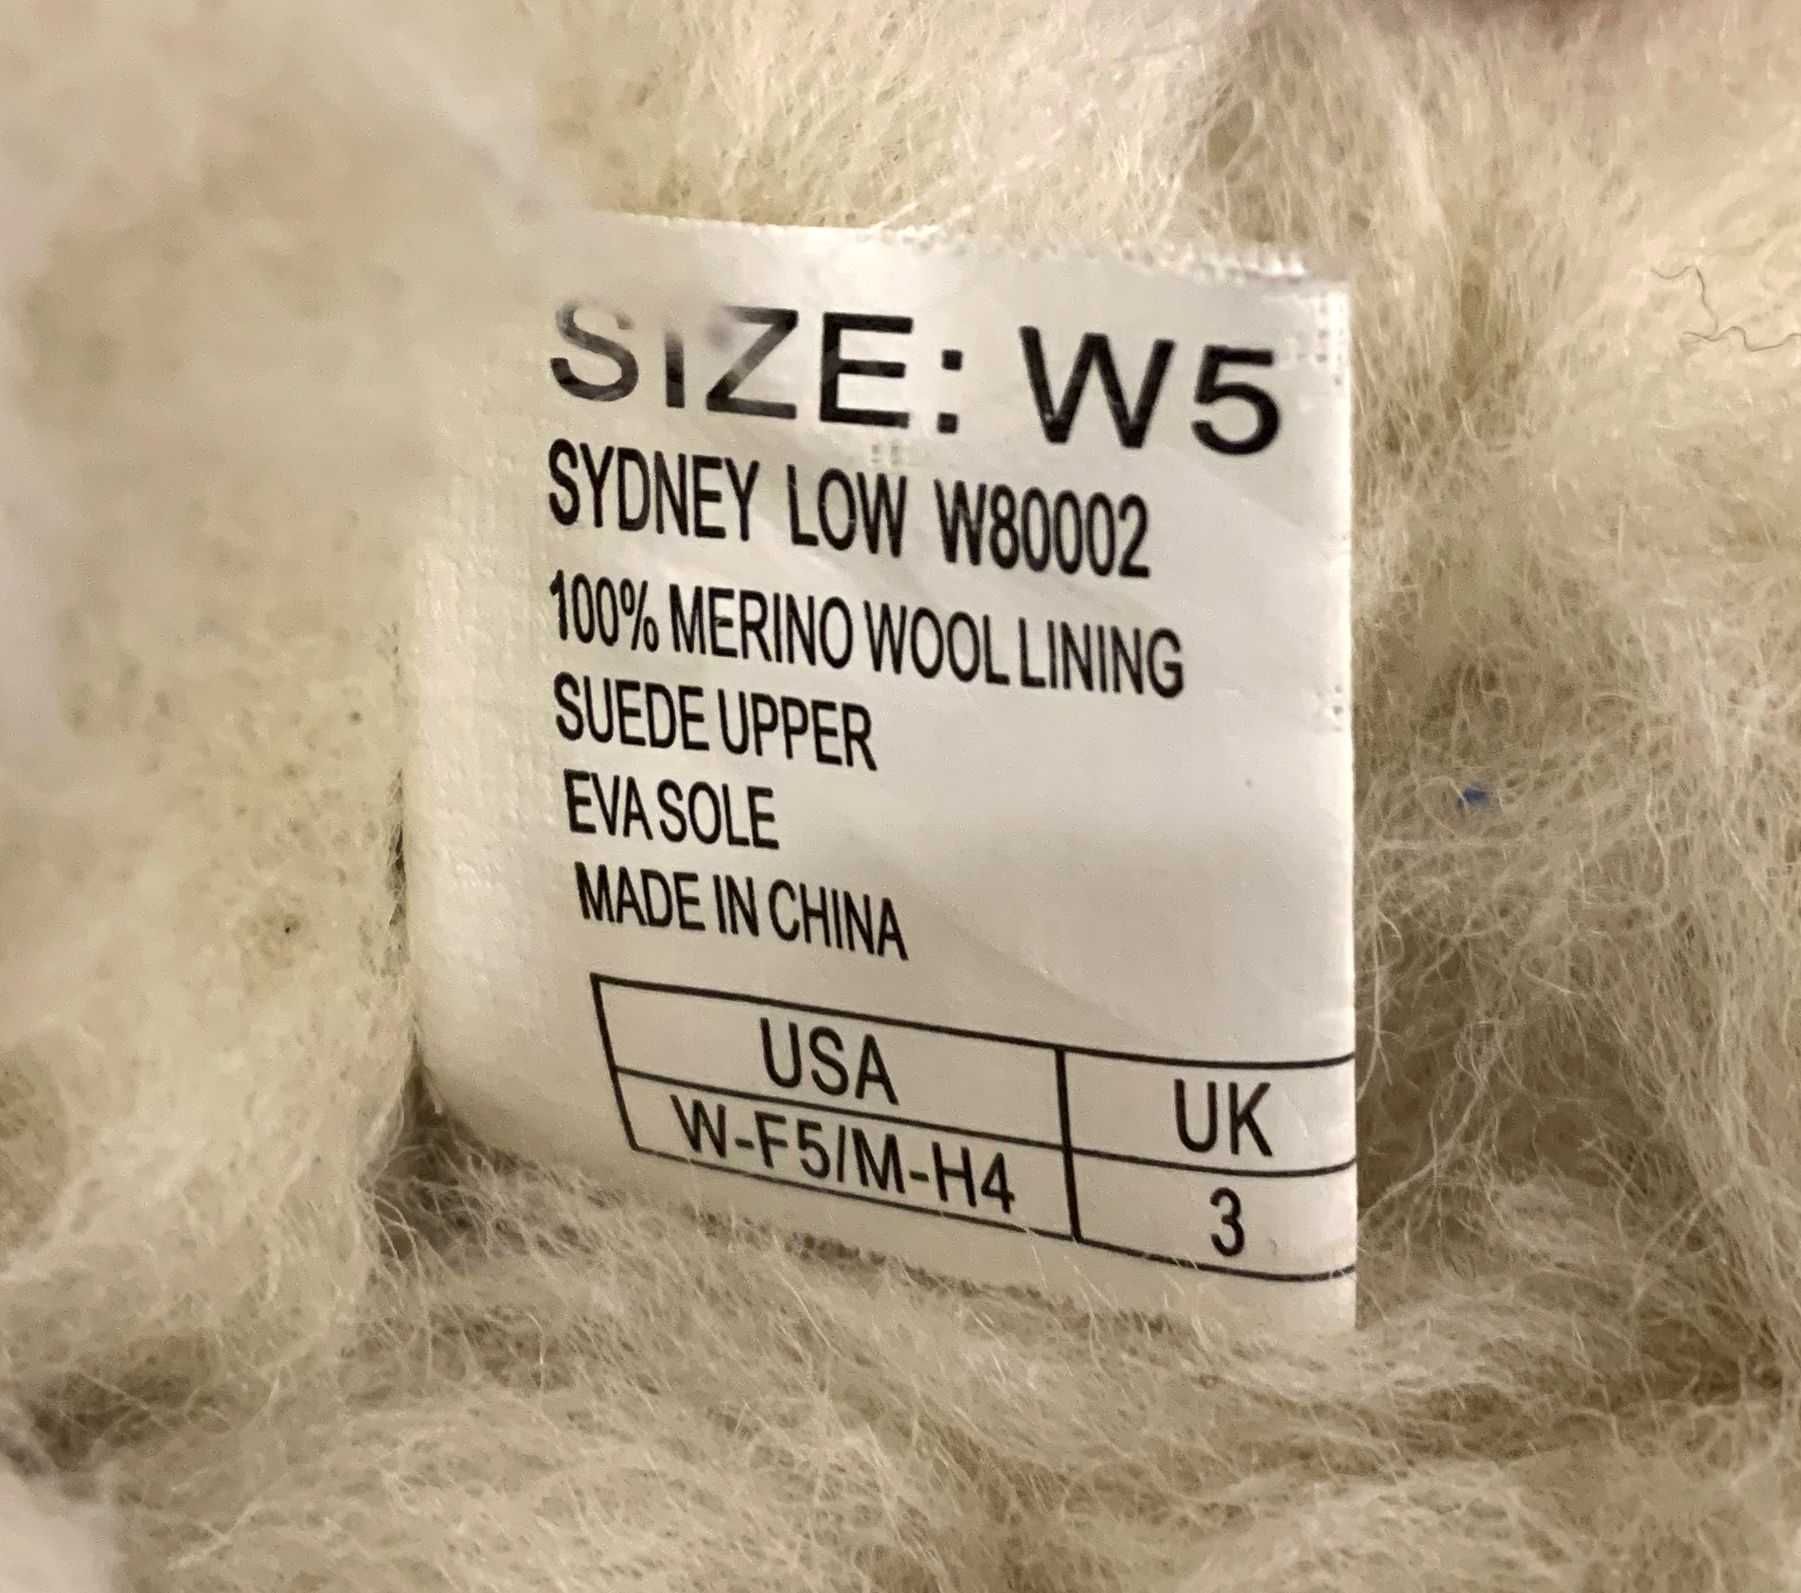 SIZE: W5
SYDNEY LOW W80002
100% MERINO WOOL LINING
SUEDE UPPER
EVA SOLE
MADE IN CHINA
USA UK
W-F5/M-H4 3